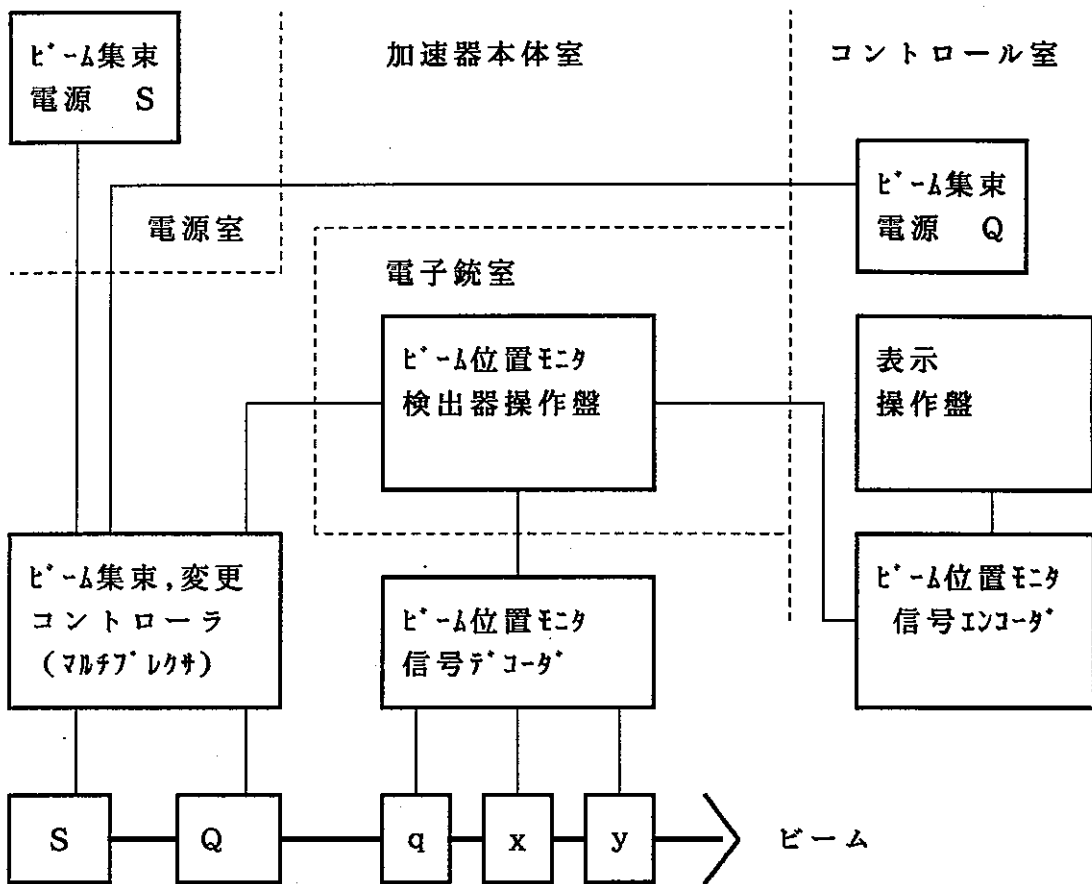 ビーム集束
電源 S
加速器本体室
コントロール室
ビーム集束
電源 Q
電源室
電子銃室
ビーム位置モニタ
検出器操作盤
表示
操作盤
ビーム集束,変更
コントローラ
(マルチプレクサ)
ビーム位置モニタ
信号デコーダ
ビーム位置モニタ
信号エンコーダ
S
Q
q
x
y
ビーム